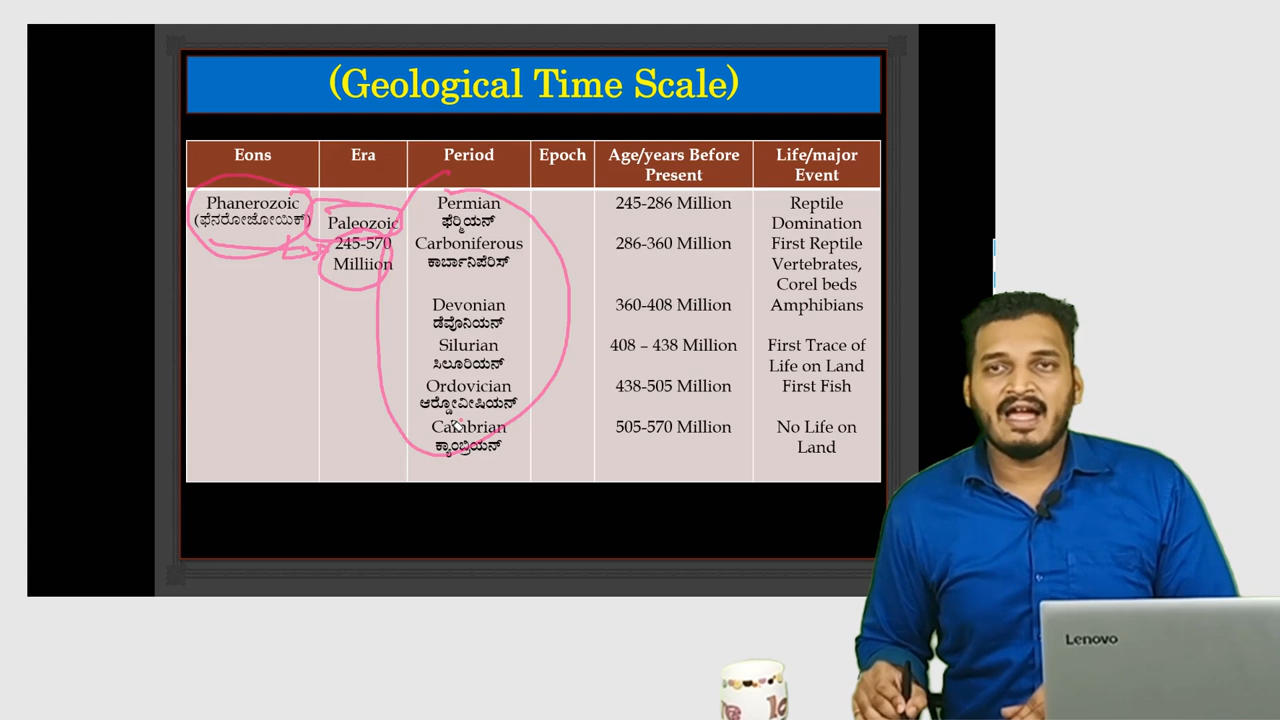 (Geological Time Scale)
Eons
Era
Period
Epoch
Age/years Before
Present
Life/major
Event
Phanerozoic
(ಫೆನರೋಜೋಯಿಕ್)
Paleozoic
245-570
Milliion
Permian
ಫೆರ‍್ಮಿಯನ್
245-286 Million
Reptile
Domination
Carboniferous
ಕಾರ್ಬಾನಿಫೆರಿಸ್
286-360 Million
First Reptile
Vertebrates,
Corel beds
Devonian
ಡೆವೊನಿಯನ್
360-408 Million
Amphibians
Silurian
ಸಿಲೂರಿಯನ್
408 – 438 Million
First Trace of
Life on Land
Ordovician
ಆರ‍್ಡೋವೀಷಿಯನ್
438-505 Million
First Fish
Cambrian
ಕ್ಯಾಂಬ್ರಿಯನ್
505-570 Million
No Life on
Land
Lenovo